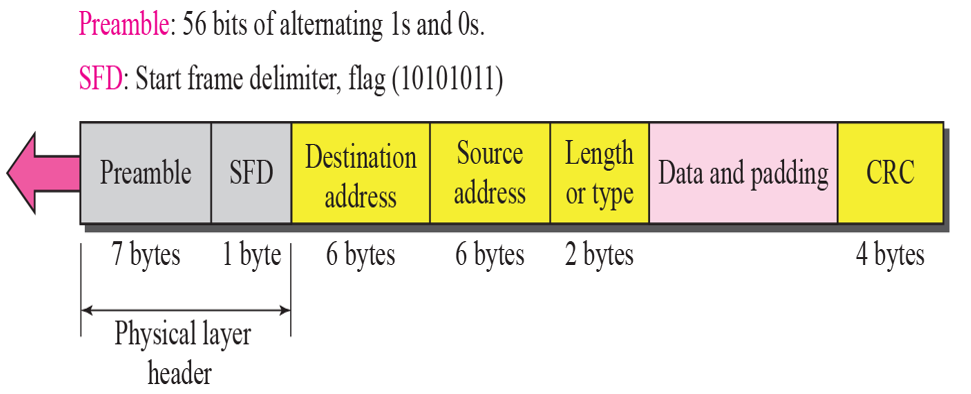 Preamble: 56 bits of alternating 1s and 0s.
SFD: Start frame delimiter, flag (10101011)
Preamble
SFD
Destination
address
Source
address
Length
or type
Data and padding
CRC
7 bytes
1 byte
6 bytes
6 bytes
2 bytes
4 bytes
Physical layer
header